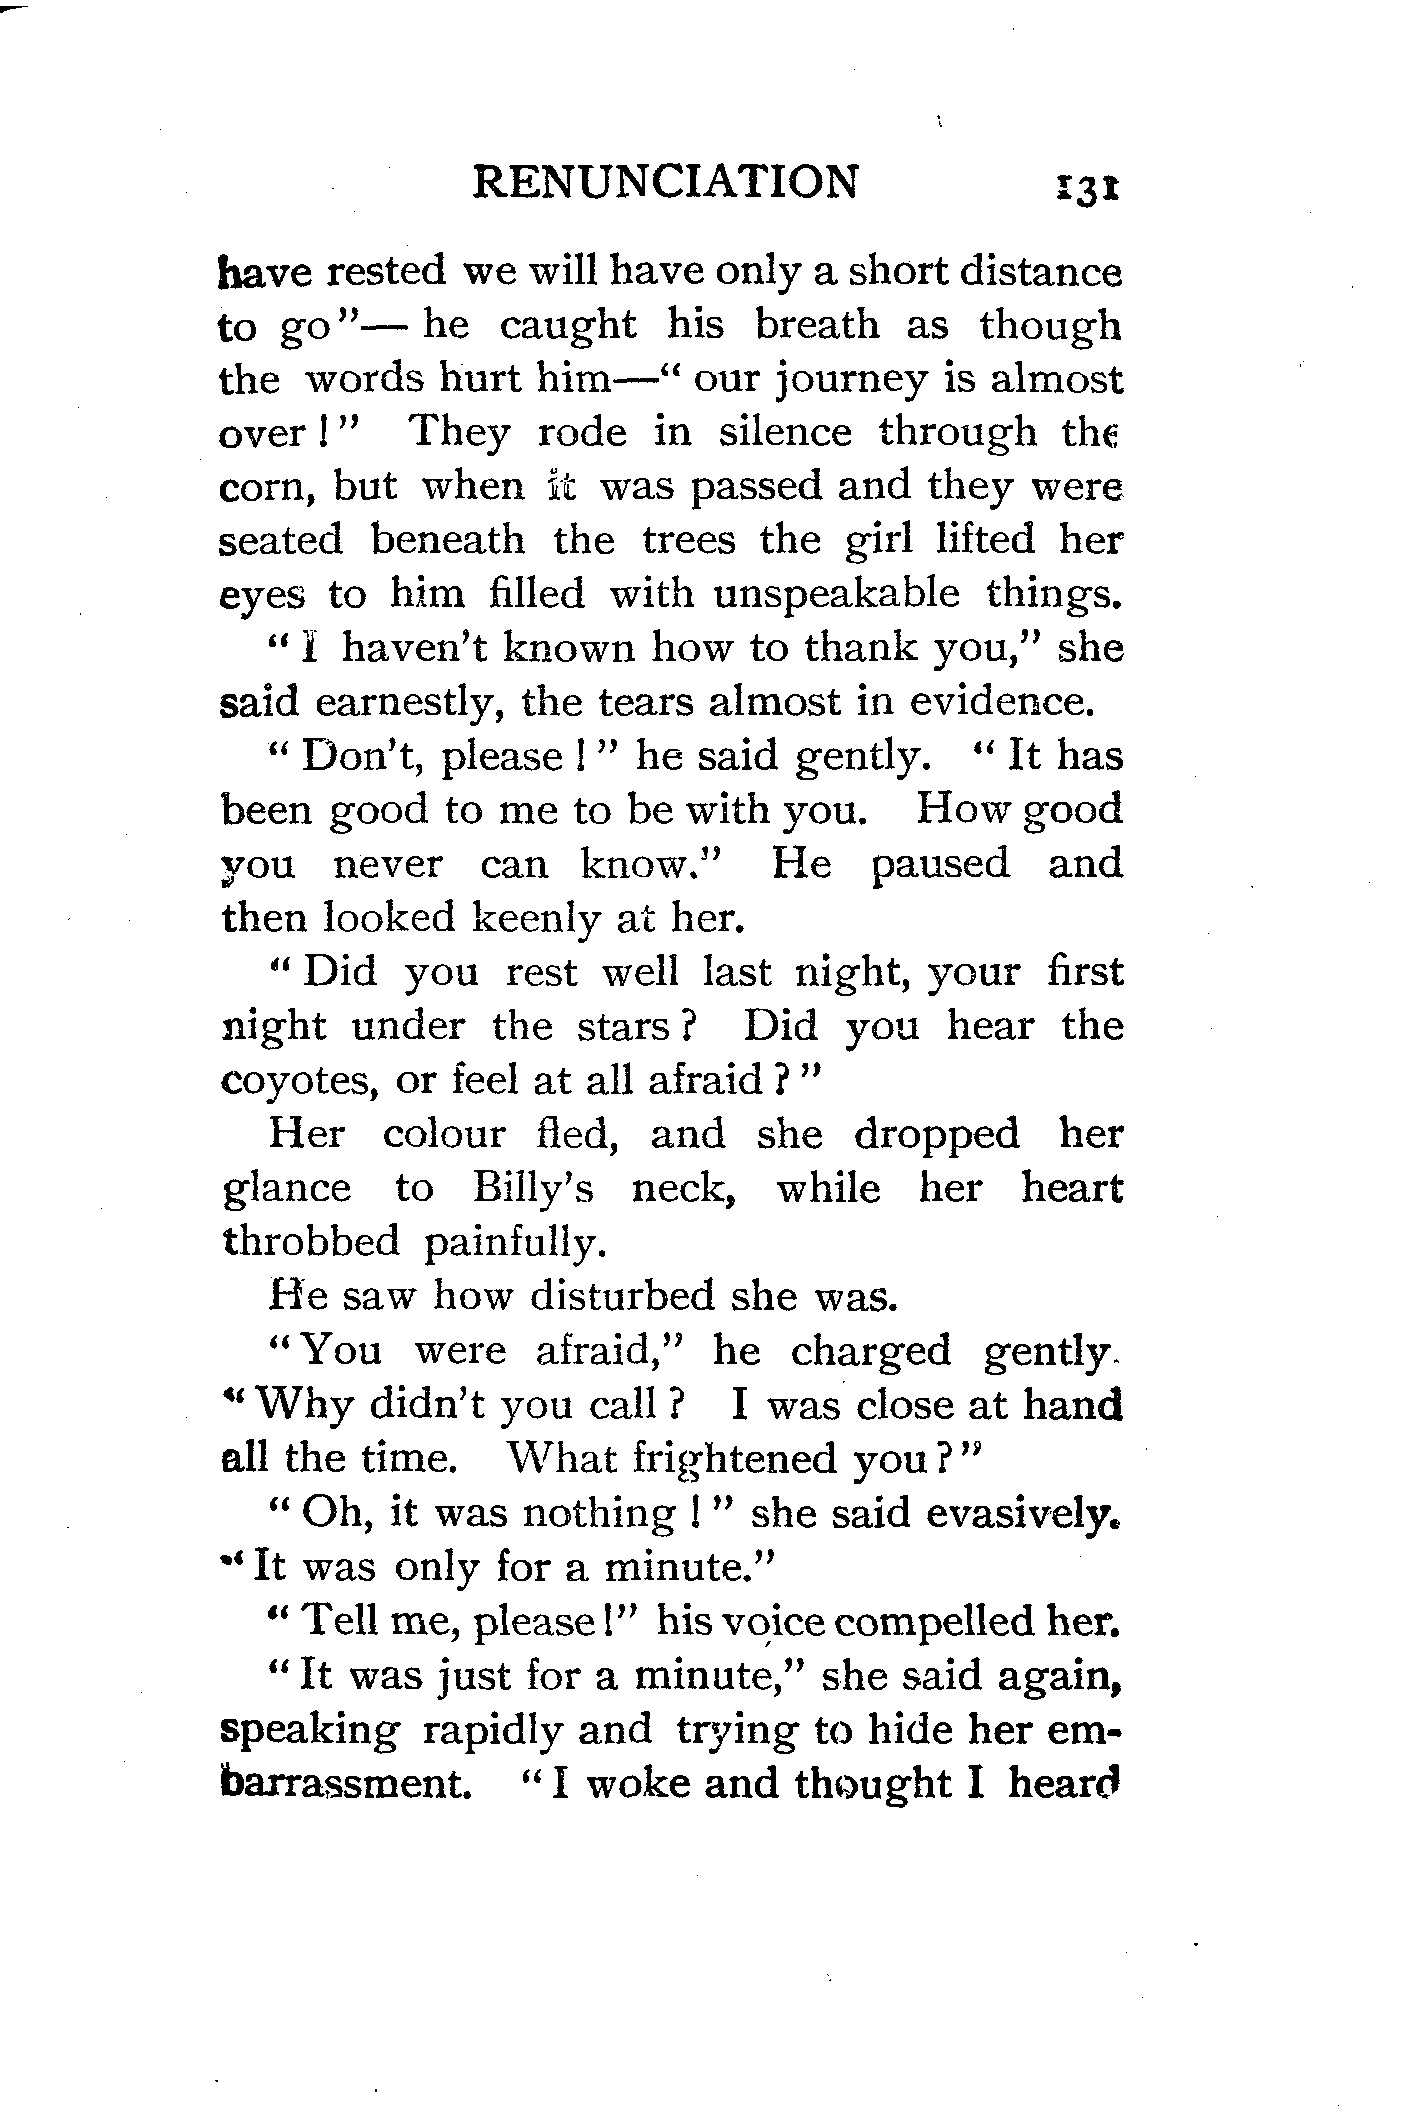 RENUNCIATION 131
have rested we will have only a short distance
to go"— he caught his breath as though
the words hurt him—" our journey is almost
over!" They rode in silence through the
corn, but when it was passed and they were
seated beneath the trees the girl lifted her
eyes to him filled with unspeakable things.
"I haven't known how to thank you," she
said earnestly, the tears almost in evidence.
"Don't, please!" he said gently. "It has
been good to me to be with you. How good
you never can know." He paused and
then looked keenly at her.
"Did you rest well last night, your first
night under the stars? Did you hear the
coyotes, or feel at all afraid?"
Her colour fled, and she dropped her
glance to Billy's neck, while her heart
throbbed painfully.
He saw how disturbed she was.
"You were afraid," he charged gently.
"Why didn't you call? I was close at hand
all the time. What frightened you?"
"Oh, it was nothing!" she said evasively.
"It was only for a minute."
"Tell me, please!" his voice compelled her.
"It was just for a minute," she said again,
speaking rapidly and trying to hide her em-
barrassment. "I woke and thought I heard